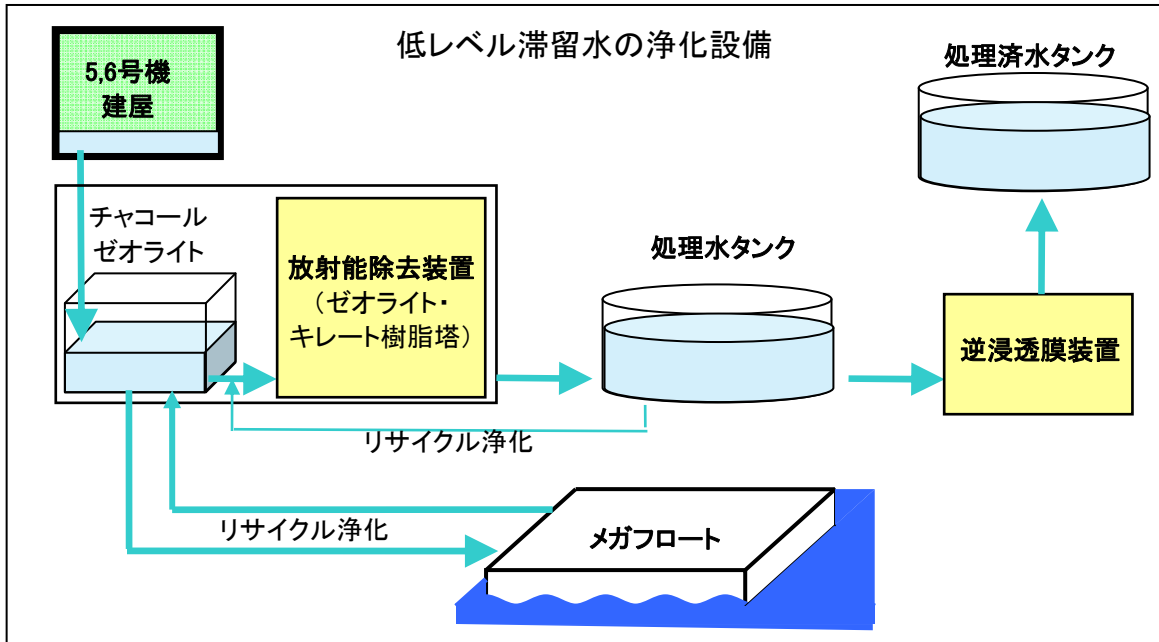 低レベル滞留水の浄化設備
5,6号機
建屋
処理済水タンク
チャコール
ゼオライト
放射能除去装置
（ゼオライト・
キレート樹脂塔）
処理水タンク
逆浸透膜装置
リサイクル浄化
リサイクル浄化
メガフロート